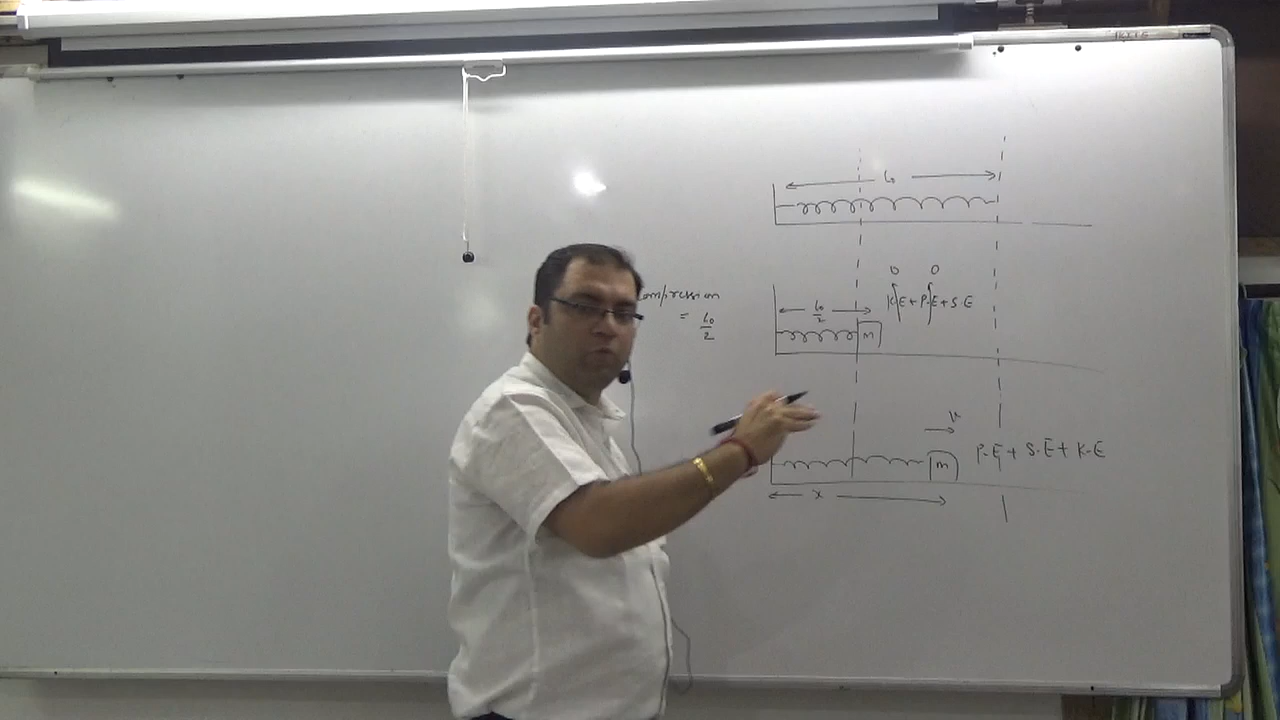 L₀
0 0
K.E + P.E + S.E
L₀/2
m
ompression
= L₀/2
v
m
P.E + S.E + K.E
x